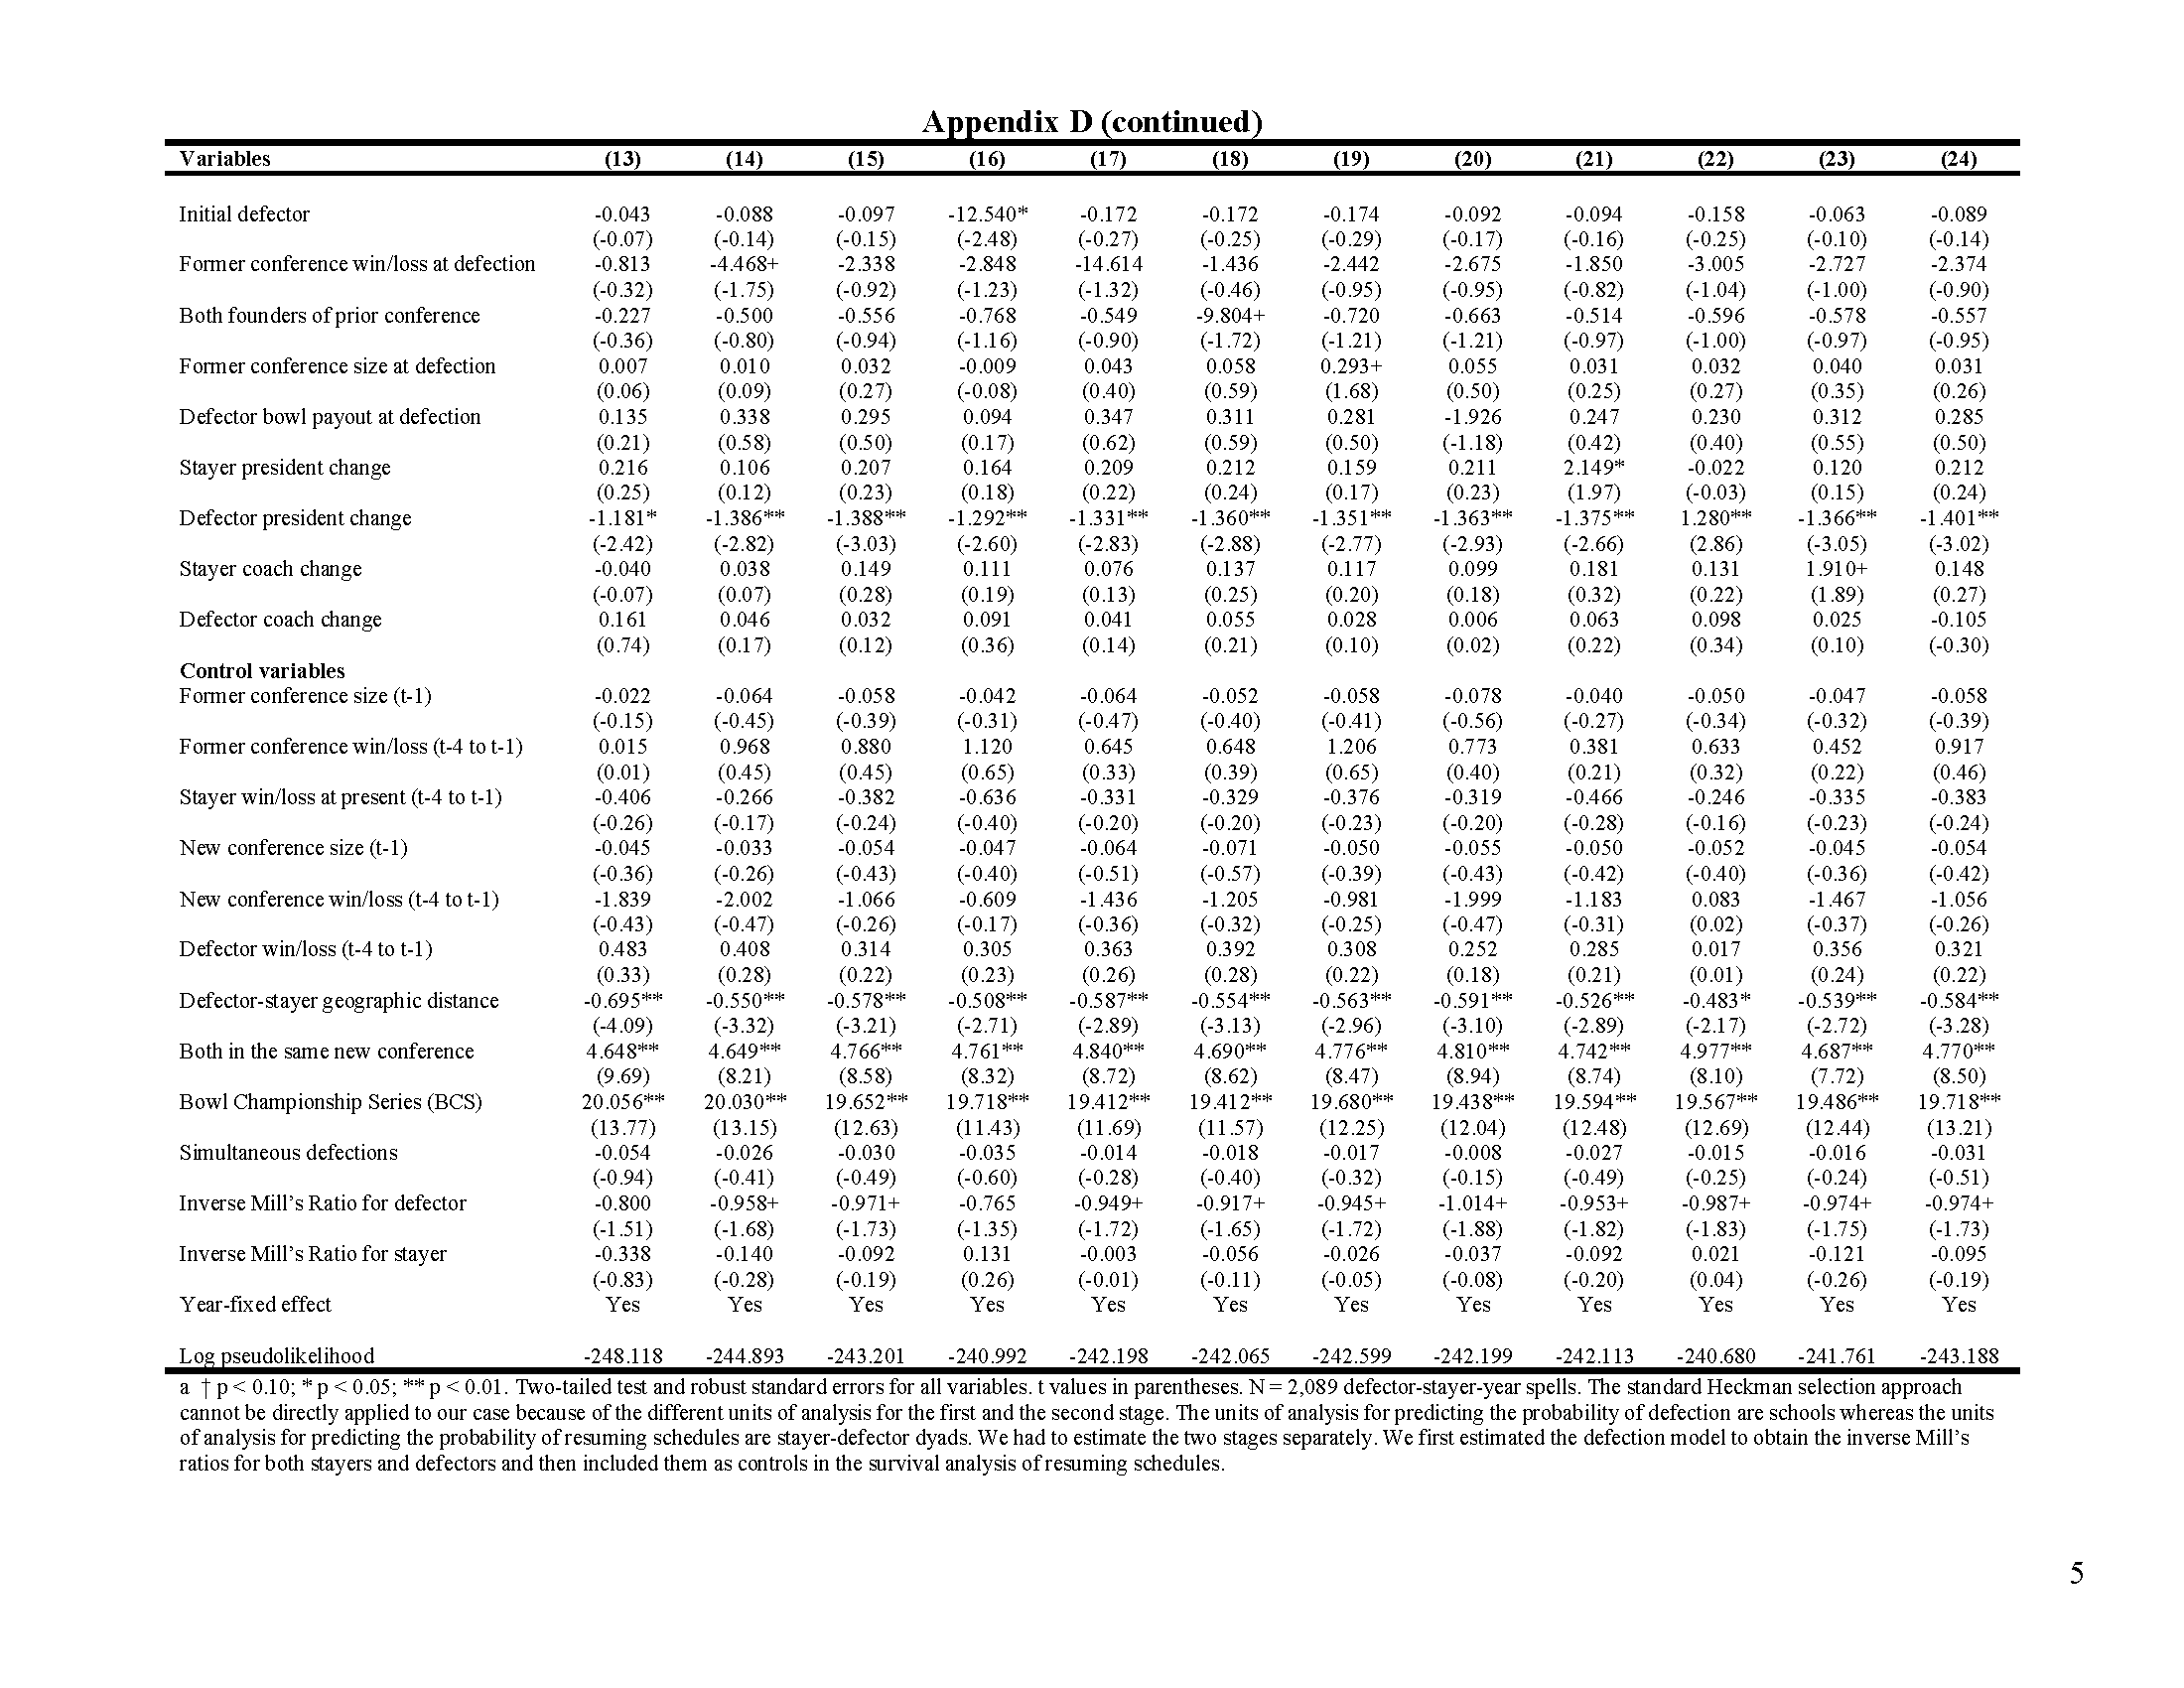 Appendix D (continued)
Variables (13) (14) (15) (16) (17) (18) (19) (20) (21) (22) (23) (24)
Initial defector -0.043 -0.088 -0.097 -12.540* -0.172 -0.172 -0.174 -0.092 -0.094 -0.158 -0.063 -0.089
(-0.07) (-0.14) (-0.15) (-2.48) (-0.27) (-0.25) (-0.29) (-0.17) (-0.16) (-0.25) (-0.10) (-0.14)
Former conference win/loss at defection -0.813 -4.468+ -2.338 -2.848 -14.614 -1.436 -2.442 -2.675 -1.850 -3.005 -2.727 -2.374
(-0.32) (-1.75) (-0.92) (-1.23) (-1.32) (-0.46) (-0.95) (-0.95) (-0.82) (-1.04) (-1.00) (-0.90)
Both founders of prior conference -0.227 -0.500 -0.556 -0.768 -0.549 -9.804+ -0.720 -0.663 -0.514 -0.596 -0.578 -0.557
(-0.36) (-0.80) (-0.94) (-1.16) (-0.90) (-1.72) (-1.21) (-1.21) (-0.97) (-1.00) (-0.97) (-0.95)
Former conference size at defection 0.007 0.010 0.032 -0.009 0.043 0.058 0.293+ 0.055 0.031 0.032 0.040 0.031
(0.06) (0.09) (0.27) (-0.08) (0.40) (0.59) (1.68) (0.50) (0.25) (0.27) (0.35) (0.26)
Defector bowl payout at defection 0.135 0.338 0.295 0.094 0.347 0.311 0.281 -1.926 0.247 0.230 0.312 0.285
(0.21) (0.58) (0.50) (0.17) (0.62) (0.59) (0.50) (-1.18) (0.42) (0.40) (0.55) (0.50)
Stayer president change 0.216 0.106 0.207 0.164 0.209 0.212 0.159 0.211 2.149* -0.022 0.120 0.212
(0.25) (0.12) (0.23) (0.18) (0.22) (0.24) (0.17) (0.23) (1.97) (-0.03) (0.15) (0.24)
Defector president change -1.181* -1.386** -1.388** -1.292** -1.331** -1.360** -1.351** -1.363** -1.375** 1.280** -1.366** -1.401**
(-2.42) (-2.82) (-3.03) (-2.60) (-2.83) (-2.88) (-2.77) (-2.93) (-2.66) (2.86) (-3.05) (-3.02)
Stayer coach change -0.040 0.038 0.149 0.111 0.076 0.137 0.117 0.099 0.181 0.131 1.910+ 0.148
(-0.07) (0.07) (0.28) (0.19) (0.13) (0.25) (0.20) (0.18) (0.32) (0.22) (1.89) (0.27)
Defector coach change 0.161 0.046 0.032 0.091 0.041 0.055 0.028 0.006 0.063 0.098 0.025 -0.105
(0.74) (0.17) (0.12) (0.36) (0.14) (0.21) (0.10) (0.02) (0.22) (0.34) (0.10) (-0.30)
Control variables
Former conference size (t-1) -0.022 -0.064 -0.058 -0.042 -0.064 -0.052 -0.058 -0.078 -0.040 -0.050 -0.047 -0.058
(-0.15) (-0.45) (-0.39) (-0.31) (-0.47) (-0.40) (-0.41) (-0.56) (-0.27) (-0.34) (-0.32) (-0.39)
Former conference win/loss (t-4 to t-1) 0.015 0.968 0.880 1.120 0.645 0.648 1.206 0.773 0.381 0.633 0.452 0.917
(0.01) (0.45) (0.45) (0.65) (0.33) (0.39) (0.65) (0.40) (0.21) (0.32) (0.22) (0.46)
Stayer win/loss at present (t-4 to t-1) -0.406 -0.266 -0.382 -0.636 -0.331 -0.329 -0.376 -0.319 -0.466 -0.246 -0.335 -0.383
(-0.26) (-0.17) (-0.24) (-0.40) (-0.20) (-0.20) (-0.23) (-0.20) (-0.28) (-0.16) (-0.23) (-0.24)
New conference size (t-1) -0.045 -0.033 -0.054 -0.047 -0.064 -0.071 -0.050 -0.055 -0.050 -0.052 -0.045 -0.054
(-0.36) (-0.26) (-0.43) (-0.40) (-0.51) (-0.57) (-0.39) (-0.43) (-0.42) (-0.40) (-0.36) (-0.42)
New conference win/loss (t-4 to t-1) -1.839 -2.002 -1.066 -0.609 -1.436 -1.205 -0.981 -1.999 -1.183 0.083 -1.467 -1.056
(-0.43) (-0.47) (-0.26) (-0.17) (-0.36) (-0.32) (-0.25) (-0.47) (-0.31) (0.02) (-0.37) (-0.26)
Defector win/loss (t-4 to t-1) 0.483 0.408 0.314 0.305 0.363 0.392 0.308 0.252 0.285 0.017 0.356 0.321
(0.33) (0.28) (0.22) (0.23) (0.26) (0.28) (0.22) (0.18) (0.21) (0.01) (0.24) (0.22)
Defector-stayer geographic distance -0.695** -0.550** -0.578** -0.508** -0.587** -0.554** -0.563** -0.591** -0.526** -0.483* -0.539** -0.584**
(-4.09) (-3.32) (-3.21) (-2.71) (-2.89) (-3.13) (-2.96) (-3.10) (-2.89) (-2.17) (-2.72) (-3.28)
Both in the same new conference 4.648** 4.649** 4.766** 4.761** 4.840** 4.690** 4.776** 4.810** 4.742** 4.977** 4.687** 4.770**
(9.69) (8.21) (8.58) (8.32) (8.72) (8.62) (8.47) (8.94) (8.74) (8.10) (7.72) (8.50)
Bowl Championship Series (BCS) 20.056** 20.030** 19.652** 19.718** 19.412** 19.412** 19.680** 19.438** 19.594** 19.567** 19.486** 19.718**
(13.77) (13.15) (12.63) (11.43) (11.69) (11.57) (12.25) (12.04) (12.48) (12.69) (12.44) (13.21)
Simultaneous defections -0.054 -0.026 -0.030 -0.035 -0.014 -0.018 -0.017 -0.008 -0.027 -0.015 -0.016 -0.031
(-0.94) (-0.41) (-0.49) (-0.60) (-0.28) (-0.40) (-0.32) (-0.15) (-0.49) (-0.25) (-0.24) (-0.51)
Inverse Mill's Ratio for defector -0.800 -0.958+ -0.971+ -0.765 -0.949+ -0.917+ -0.945+ -1.014+ -0.953+ -0.987+ -0.974+ -0.974+
(-1.51) (-1.68) (-1.73) (-1.35) (-1.72) (-1.65) (-1.72) (-1.88) (-1.82) (-1.83) (-1.75) (-1.73)
Inverse Mill's Ratio for stayer -0.338 -0.140 -0.092 0.131 -0.003 -0.056 -0.026 -0.037 -0.092 0.021 -0.121 -0.095
(-0.83) (-0.28) (-0.19) (0.26) (-0.01) (-0.11) (-0.05) (-0.08) (-0.20) (0.04) (-0.26) (-0.19)
Year-fixed effect Yes Yes Yes Yes Yes Yes Yes Yes Yes Yes Yes Yes
Log pseudolikelihood -248.118 -244.893 -243.201 -240.992 -242.198 -242.065 -242.599 -242.199 -242.113 -240.680 -241.761 -243.188
a † p < 0.10; * p < 0.05; ** p < 0.01. Two-tailed test and robust standard errors for all variables. t values in parentheses. N = 2,089 defector-stayer-year spells. The standard Heckman selection approach
cannot be directly applied to our case because of the different units of analysis for the first and the second stage. The units of analysis for predicting the probability of defection are schools whereas the units
of analysis for predicting the probability of resuming schedules are stayer-defector dyads. We had to estimate the two stages separately. We first estimated the defection model to obtain the inverse Mill's
ratios for both stayers and defectors and then included them as controls in the survival analysis of resuming schedules.
5